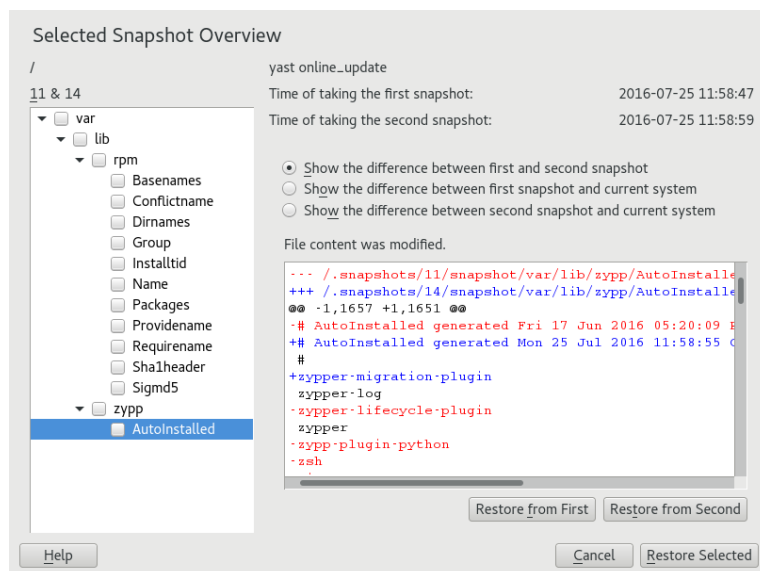 Selected Snapshot Overview
/
yast online_update
11 & 14
Time of taking the first snapshot: 2016-07-25 11:58:47
Time of taking the second snapshot: 2016-07-25 11:58:59
var
lib
rpm
Basenames
Conflictname
Dirnames
Group
Installtid
Name
Packages
Providename
Requirename
Sha1header
Sigmd5
zypp
AutoInstalled
Show the difference between first and second snapshot
Show the difference between first snapshot and current system
Show the difference between second snapshot and current system
File content was modified.
--- /.snapshots/11/snapshot/var/lib/zypp/AutoInstalle
+++ /.snapshots/14/snapshot/var/lib/zypp/AutoInstalle
@@ -1,1657 +1,1651 @@
-# AutoInstalled generated Fri 17 Jun 2016 05:20:09
+# AutoInstalled generated Mon 25 Jul 2016 11:58:55
#
+zypper-migration-plugin
zypper-log
-zypper-lifecycle-plugin
zypper
-zypp-plugin-python
-zsh
Restore from First
Restore from Second
Help
Cancel
Restore Selected